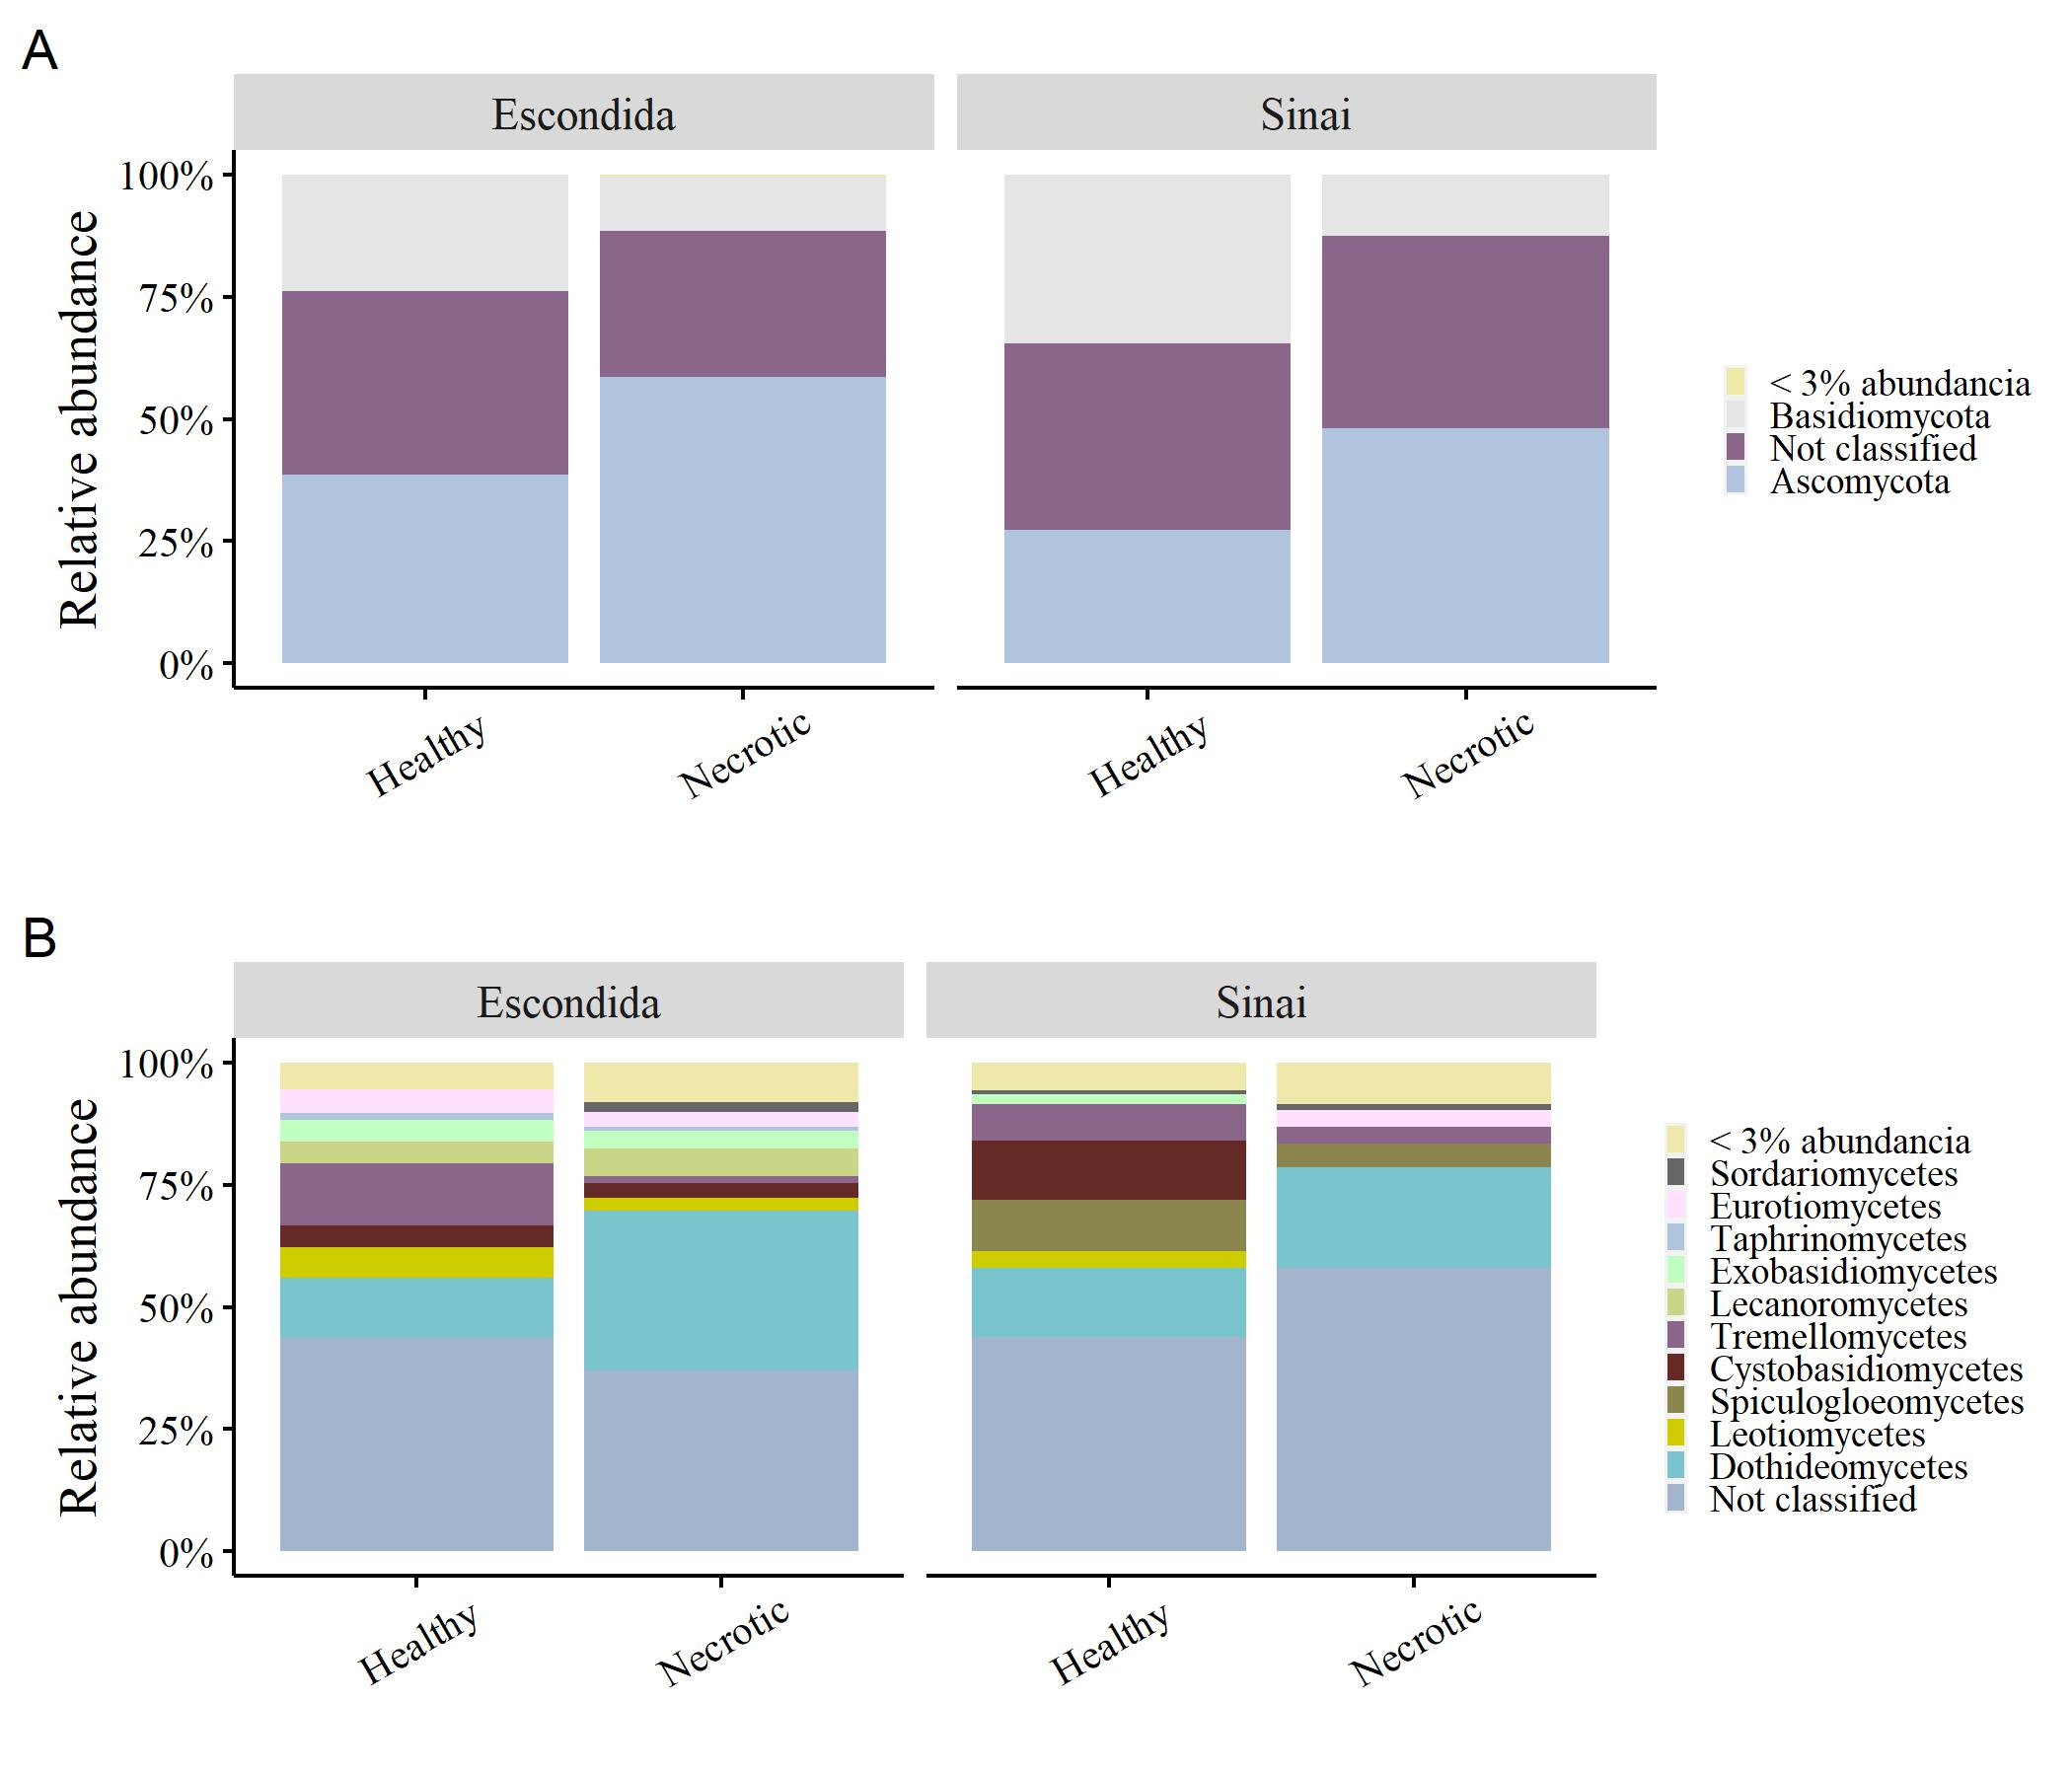 A
Escondida
Sinai
Relative abundance
100%
75%
50%
25%
0%
Healthy
Necrotic
Healthy
Necrotic
< 3% abundancia
Basidiomycota
Not classified
Ascomycota
B
Escondida
Sinai
Relative abundance
100%
75%
50%
25%
0%
Healthy
Necrotic
Healthy
Necrotic
< 3% abundancia
Sordariomycetes
Eurotiomycetes
Taphrinomycetes
Exobasidiomycetes
Lecanoromycetes
Tremellomycetes
Cystobasidiomycetes
Spiculogloeomycetes
Leotiomycetes
Dothideomycetes
Not classified